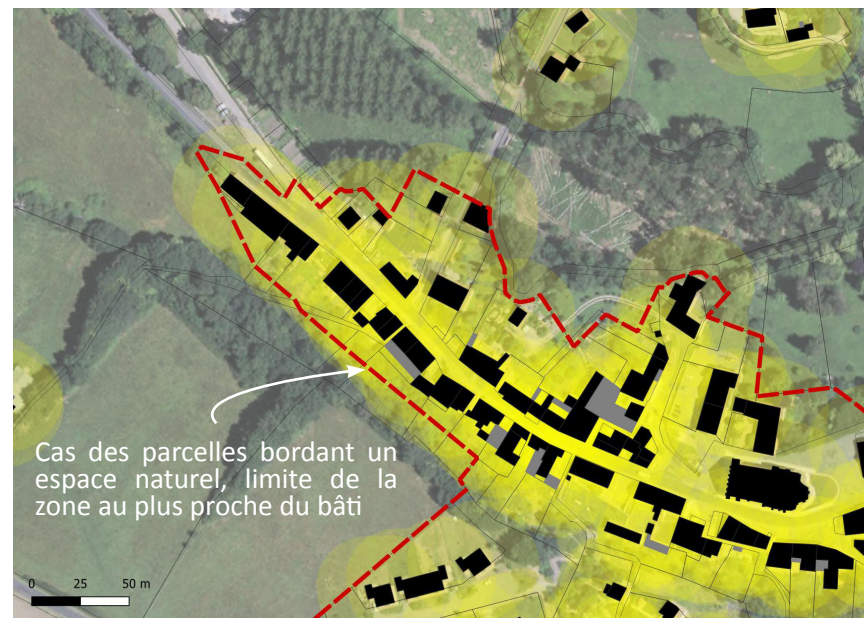 Cas des parcelles bordant un
espace naturel, limite de la
zone au plus proche du bâti
0 25 50 m